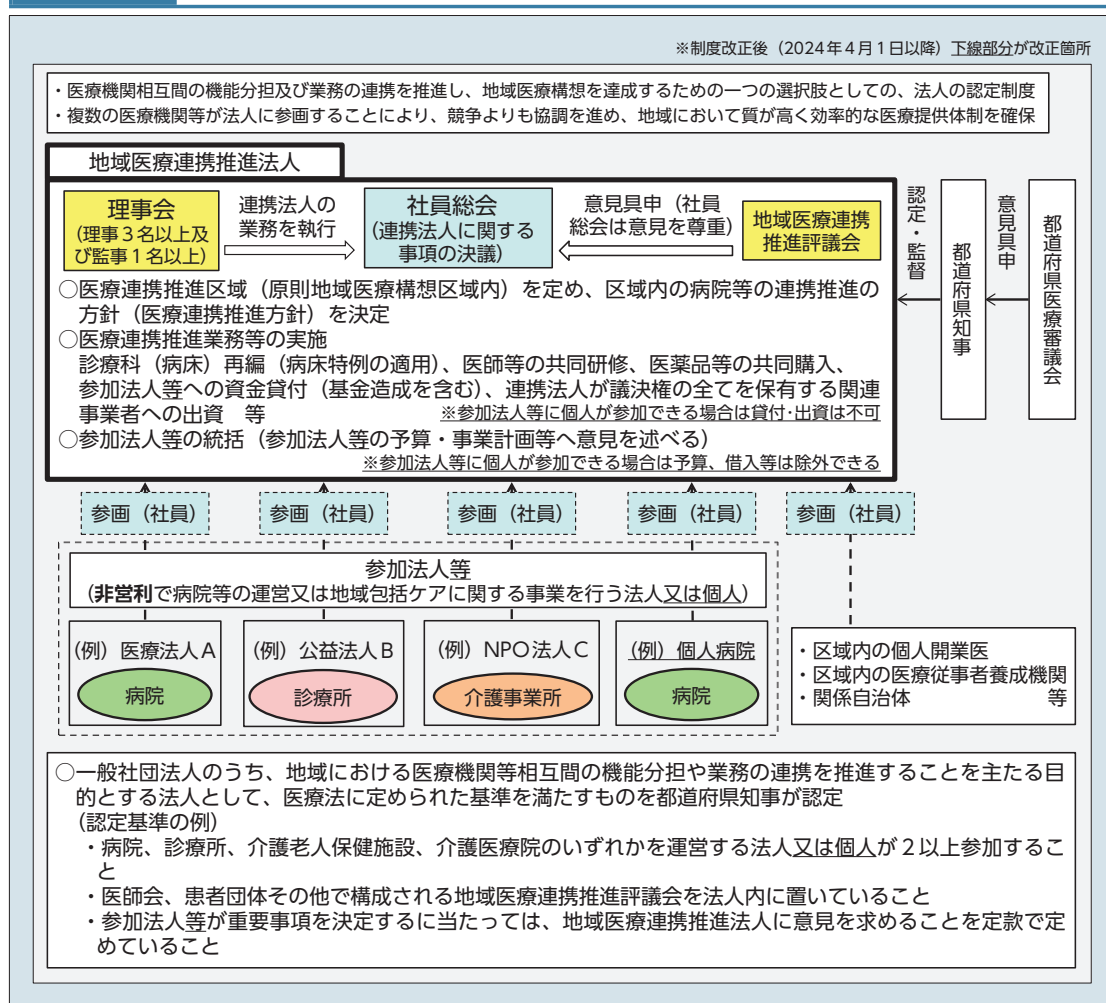 ※制度改正後（2024年４月１日以降）下線部分が改正箇所
・医療機関相互間の機能分担及び業務の連携を推進し、地域医療構想を達成するための一つの選択肢としての、法人の認定制度
・複数の医療機関等が法人に参画することにより、競争よりも協調を進め、地域において質が高く効率的な医療提供体制を確保
地域医療連携推進法人
理事会
（理事３名以上及
び監事１名以上）
連携法人の
業務を執行
社員総会
（連携法人に関する
事項の決議）
意見具申（社員
総会は意見を尊重）
地域医療連携
推進評議会
認定・監督
都道府県知事
意見具申
都道府県医療審議会
○医療連携推進区域（原則地域医療構想区域内）を定め、区域内の病院等の連携推進の
方針（医療連携推進方針）を決定
○医療連携推進業務等の実施
診療科（病床）再編（病床特例の適用）、医師等の共同研修、医薬品等の共同購入、
参加法人等への資金貸付（基金造成を含む）、連携法人が議決権の全てを保有する関連
事業者への出資　等
※参加法人等に個人が参加できる場合は貸付･出資は不可
○参加法人等の統括（参加法人等の予算・事業計画等へ意見を述べる）
※参加法人等に個人が参加できる場合は予算、借入等は除外できる
参画（社員）
参画（社員）
参画（社員）
参画（社員）
参画（社員）
参加法人等
（非営利で病院等の運営又は地域包括ケアに関する事業を行う法人又は個人）
（例）医療法人Ａ
病院
（例）公益法人Ｂ
診療所
（例）NPO法人Ｃ
介護事業所
（例）個人病院
病院
・区域内の個人開業医
・区域内の医療従事者養成機関
・関係自治体　等
○一般社団法人のうち、地域における医療機関等相互間の機能分担や業務の連携を推進することを主たる目
的とする法人として、医療法に定められた基準を満たすものを都道府県知事が認定
（認定基準の例）
・病院、診療所、介護老人保健施設、介護医療院のいずれかを運営する法人又は個人が２以上参加するこ
と
・医師会、患者団体その他で構成される地域医療連携推進評議会を法人内に置いていること
・参加法人等が重要事項を決定するに当たっては、地域医療連携推進法人に意見を求めることを定款で定
めていること